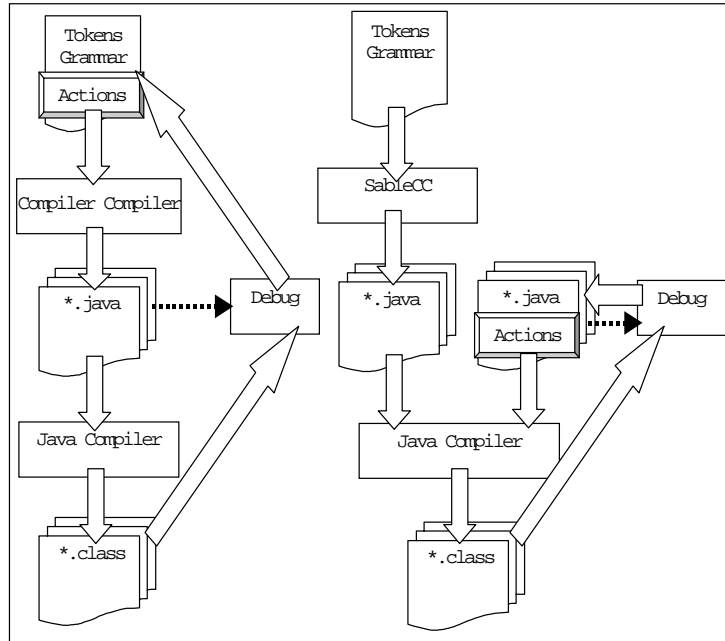 Tokens
Grammar
Actions
Compiler Compiler
*.java
Debug
Java Compiler
*.class
Tokens
Grammar
SableCC
*.java
*.java
Actions
Debug
Java Compiler
*.class